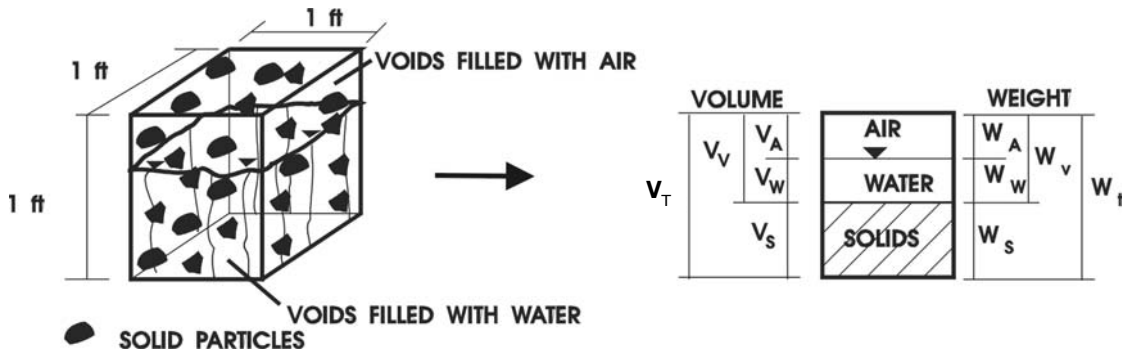 1 ft
1 ft
1 ft
VOIDS FILLED WITH AIR
VOIDS FILLED WITH WATER
SOLID PARTICLES
VOLUME
WEIGHT
V_T
V_V
V_A
V_W
V_S
AIR
WATER
SOLIDS
W_A
W_W
W_S
W_v
W_t